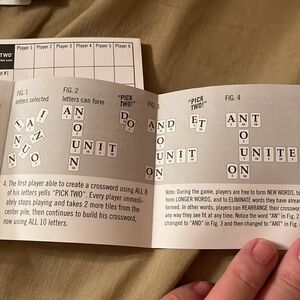 TWO
Player 1 Player 2 Player 3 Player 4 Player 5 Player 6
d #1
FIG. 1
letters selected
FIG. 2
letters can form
"PICK
TWO!"
"PICK
TWO!"
FIG. 4
4. The first player able to create a crossword using ALL 8
of his letters yells "PICK TWO". Every player immedi-
ately stops playing and takes 2 more tiles from the
center pile, then continues to build his crossword,
now using ALL 10 letters.
Note: During the game, players are free to form NEW WORDS, to
form LONGER WORDS, and to ELIMINATE words they have alrea
formed. In other words, players can REARRANGE their crossword
any way they see fit at any time. Notice the word "AN" in Fig. 2
changed to "AND" in Fig. 3 and then changed to "ANT" in Fig.